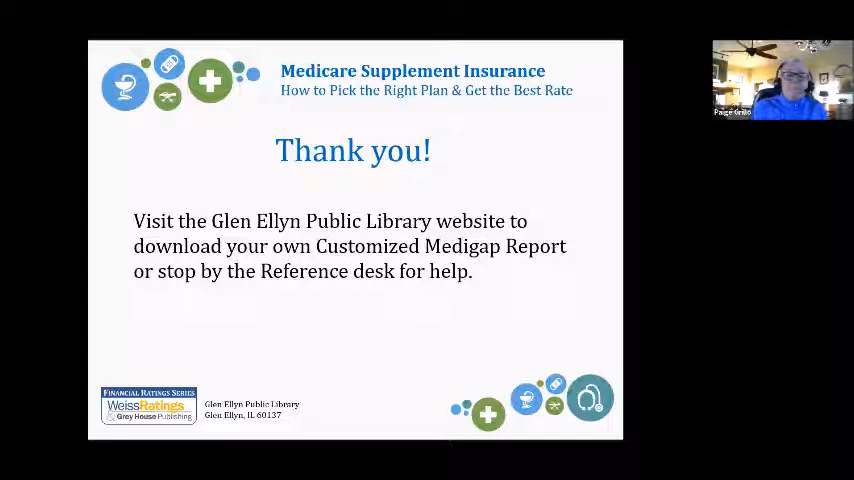 Medicare Supplement Insurance
How to Pick the Right Plan & Get the Best Rate
Thank you!
Visit the Glen Ellyn Public Library website to
download your own Customized Medigap Report
or stop by the Reference desk for help.
FINANCIAL RATINGS SERIES
WeissRatings
& Grey House Publishing
Glen Ellyn Public Library
Glen Ellyn, IL 60137
Paige Grillo